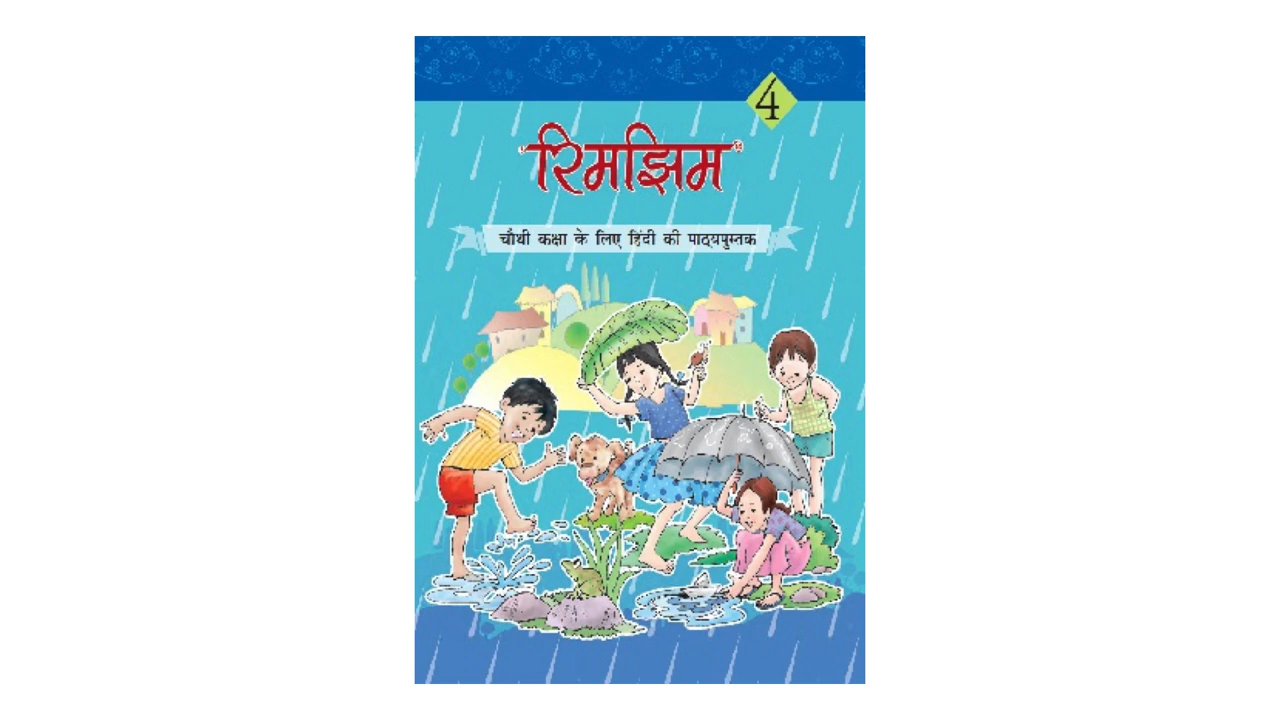 4
रिमझिम
चौथी कक्षा के लिए हिंदी की पाठ्यपुस्तक